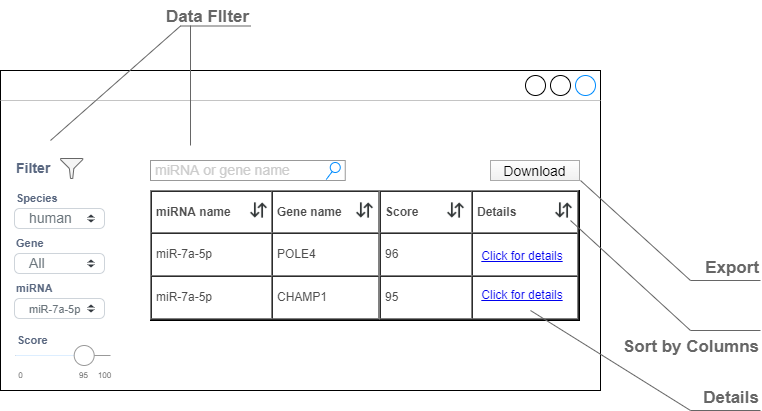 Data FIlter
Filter
miRNA or gene name
Download
Species
human
Gene
All
miRNA
miR-7a-5p
Score
0 95 100
miRNA name Gene name Score Details
miR-7a-5p POLE4 96 Click for details
miR-7a-5p CHAMP1 95 Click for details
Export
Sort by Columns
Details